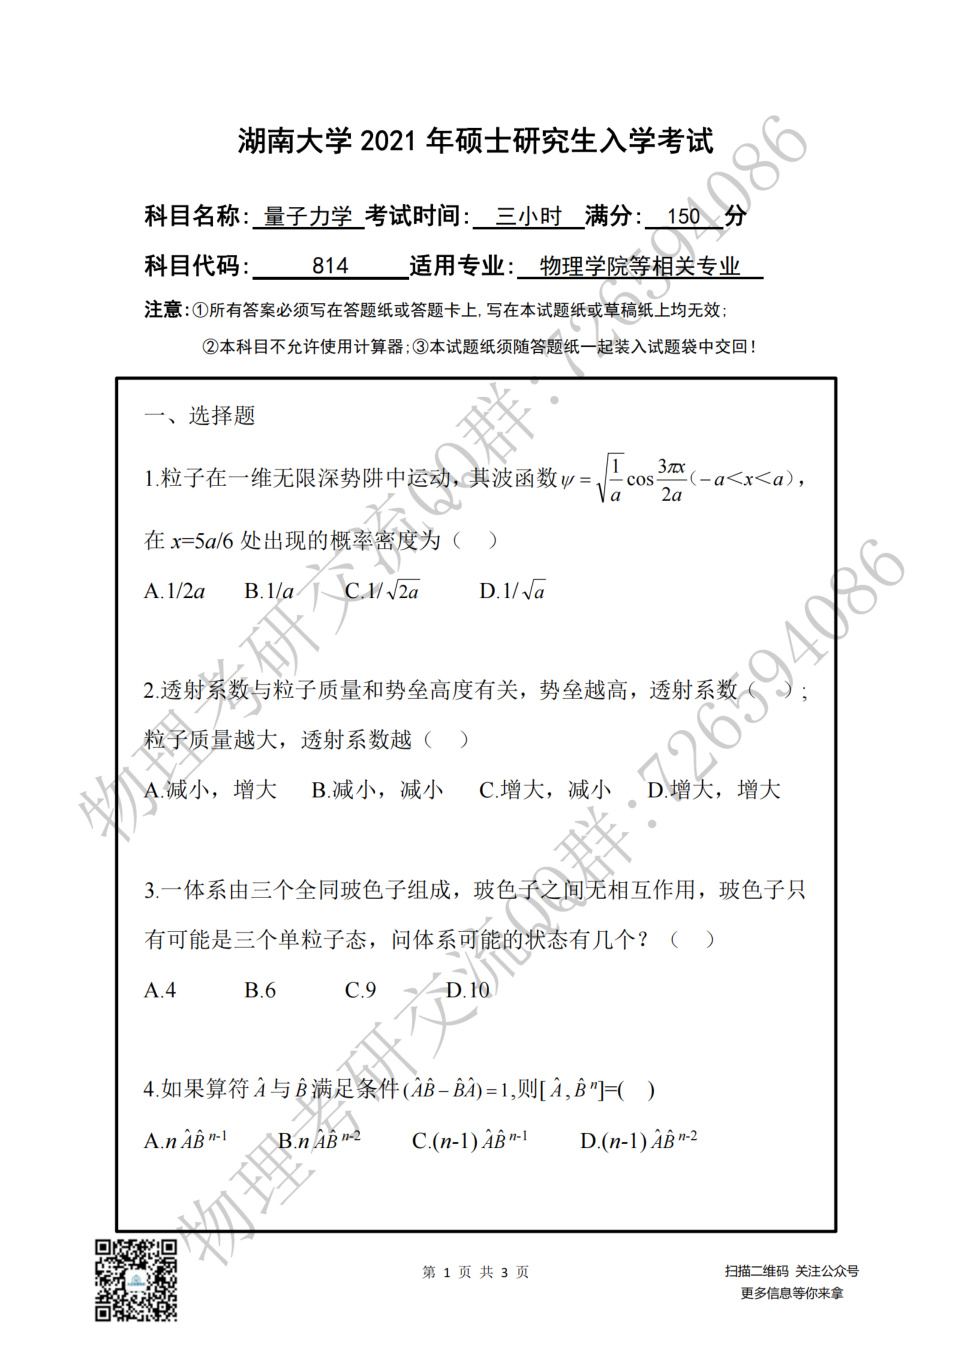 湖南大学 2021 年硕士研究生入学考试
科目名称: 量子力学 考试时间: 三小时 满分: 150 分
科目代码: 814 适用专业: 物理学院等相关专业
注意:①所有答案必须写在答题纸或答题卡上,写在本试题纸或草稿纸上均无效;
②本科目不允许使用计算器;③本试题纸须随答题纸一起装入试题袋中交回!
一、选择题
1.粒子在一维无限深势阱中运动,其波函数ψ = √(1/a) cos 3πx/2a (−a<x<a),
在 x=5a/6 处出现的概率密度为( )
A.1/2a B.1/a C.1/√2a D.1/√a
2.透射系数与粒子质量和势垒高度有关,势垒越高,透射系数( );
粒子质量越大,透射系数越( )
A.减小,增大 B.减小,减小 C.增大,减小 D.增大,增大
3.一体系由三个全同玻色子组成,玻色子之间无相互作用,玻色子只
有可能是三个单粒子态,问体系可能的状态有几个?( )
A.4 B.6 C.9 D.10
4.如果算符Â与B̂满足条件(ÂB̂−B̂Â)=1,则[Â,B̂ⁿ]=( )
A.n ÂB̂ n-1 B.n ÂB̂ n-2 C.(n-1) ÂB̂ n-1 D.(n-1) ÂB̂ n-2
物理考研交流QQ群:726594086
物理考研交流QQ群:726594086
第 1 页 共 3 页
扫描二维码 关注公众号
更多信息等你来拿